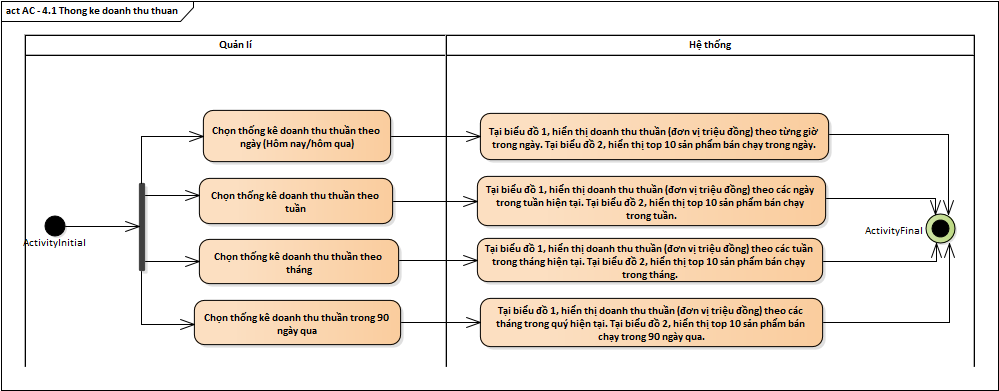 act AC - 4.1 Thong ke doanh thu thuan
Quản lí
Hệ thống
Chọn thống kê doanh thu thuần theo
ngày (Hôm nay/hôm qua)
Tại biểu đồ 1, hiển thị doanh thu thuần (đơn vị triệu đồng) theo từng giờ
trong ngày. Tại biểu đồ 2, hiển thị top 10 sản phẩm bán chạy trong ngày.
Chọn thống kê doanh thu thuần theo
tuần
Tại biểu đồ 1, hiển thị doanh thu thuần (đơn vị triệu đồng) theo các ngày
trong tuần hiện tại. Tại biểu đồ 2, hiển thị top 10 sản phẩm bán chạy
trong tuần.
ActivityInitial
ActivityFinal
Chọn thống kê doanh thu thuần theo
tháng
Tại biểu đồ 1, hiển thị doanh thu thuần (đơn vị triệu đồng) theo các tuần
trong tháng hiện tại. Tại biểu đồ 2, hiển thị top 10 sản phẩm bán chạy
trong tháng.
Chọn thống kê doanh thu thuần trong 90
ngày qua
Tại biểu đồ 1, hiển thị doanh thu thuần (đơn vị triệu đồng) theo các
tháng trong quý hiện tại. Tại biểu đồ 2, hiển thị top 10 sản phẩm bán
chạy trong 90 ngày qua.